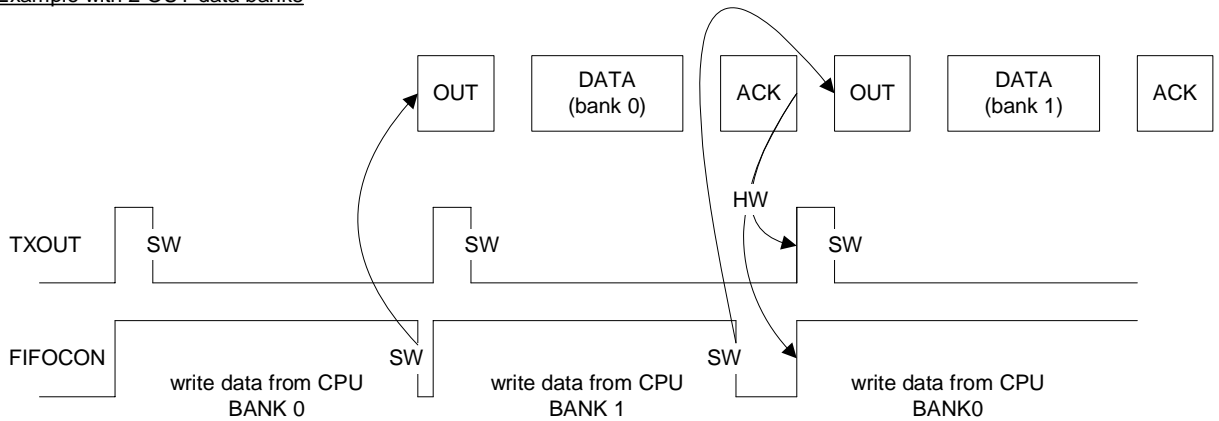 Example with 2 OUT data banks
OUT
DATA
(bank 0)
ACK
OUT
DATA
(bank 1)
ACK
HW
TXOUT
SW
SW
SW
FIFOCON
SW
SW
write data from CPU
BANK 0
write data from CPU
BANK 1
write data from CPU
BANK0